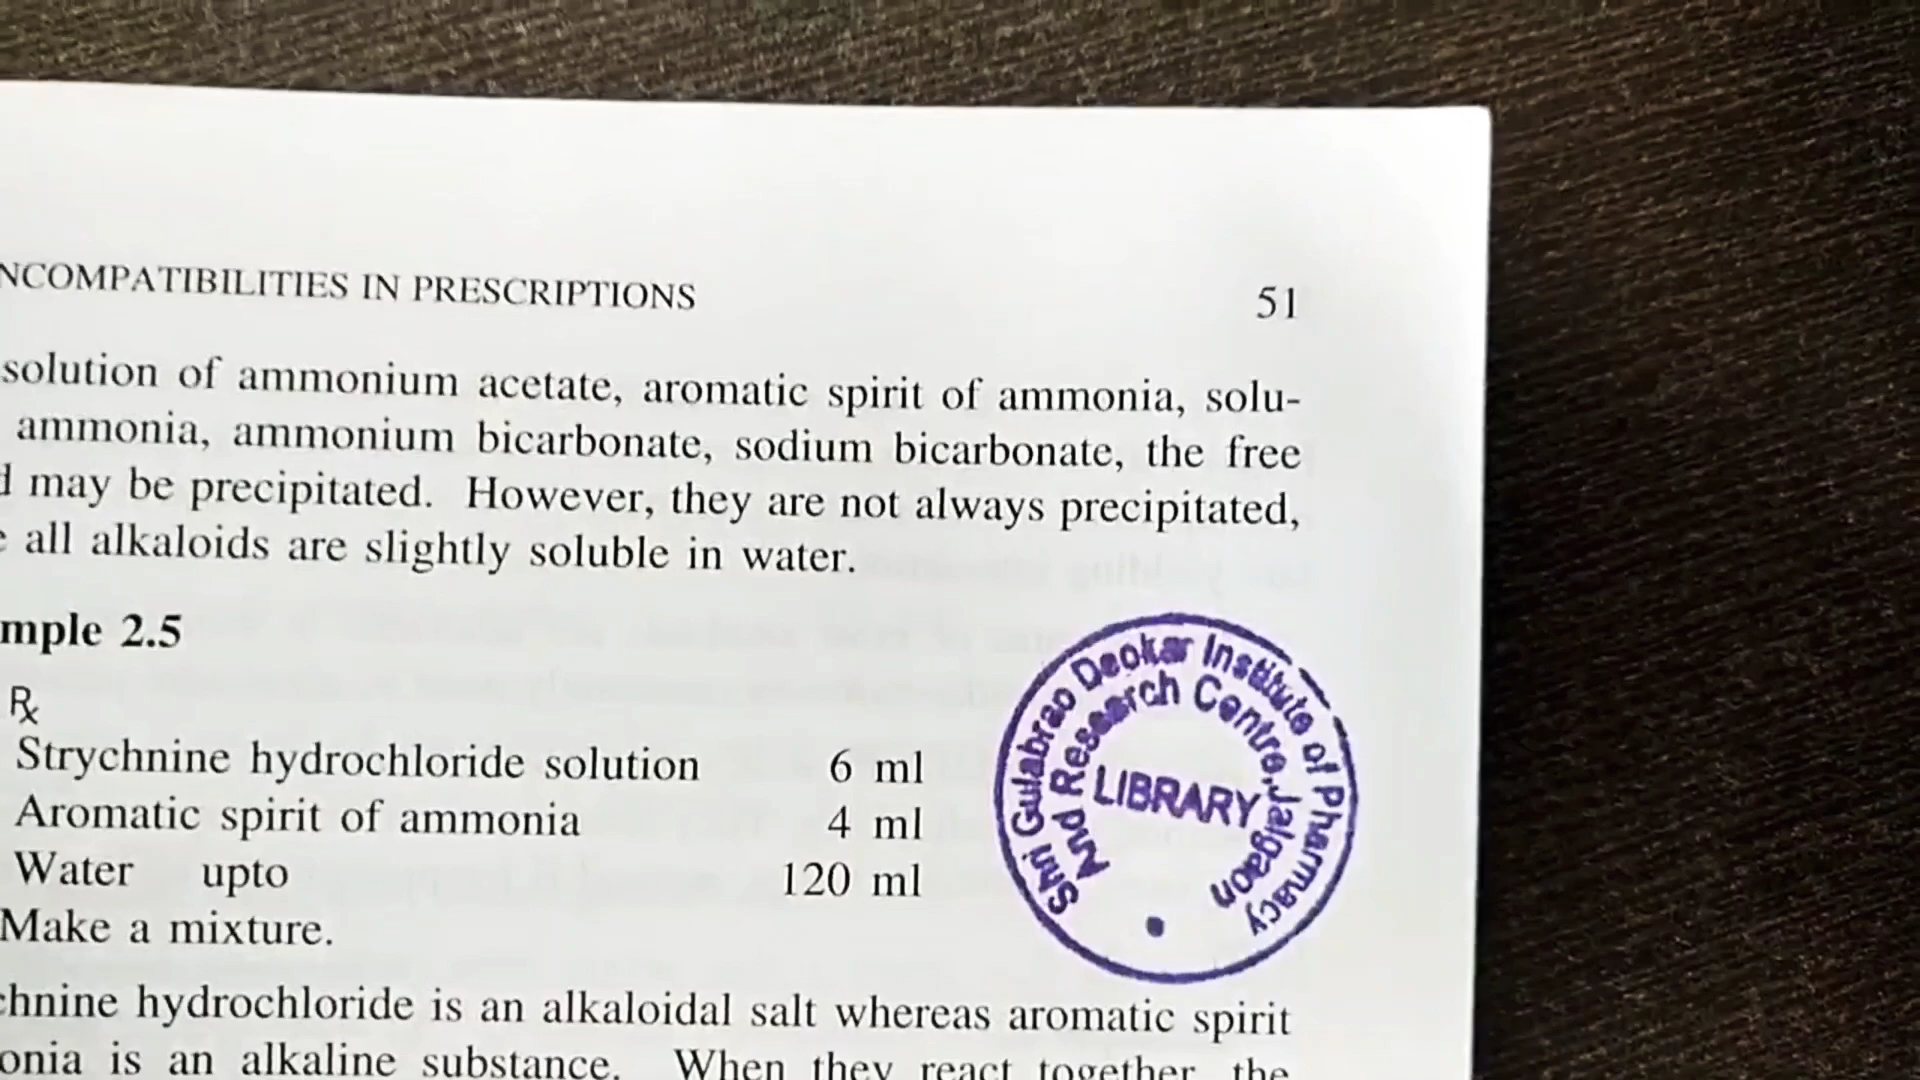 NCOMPATIBILITIES IN PRESCRIPTIONS 51
solution of ammonium acetate, aromatic spirit of ammonia, solu-
ammonia, ammonium bicarbonate, sodium bicarbonate, the free
d may be precipitated. However, they are not always precipitated,
e all alkaloids are slightly soluble in water.
mple 2.5
℞
Strychnine hydrochloride solution 6 ml
Aromatic spirit of ammonia 4 ml
Water upto 120 ml
Make a mixture.
Shri Gulabrao Deokar Institute of Pharmacy
And Research Centre, Jalgaon
LIBRARY
chnine hydrochloride is an alkaloidal salt whereas aromatic spirit
onia is an alkaline substance. When they react together, the